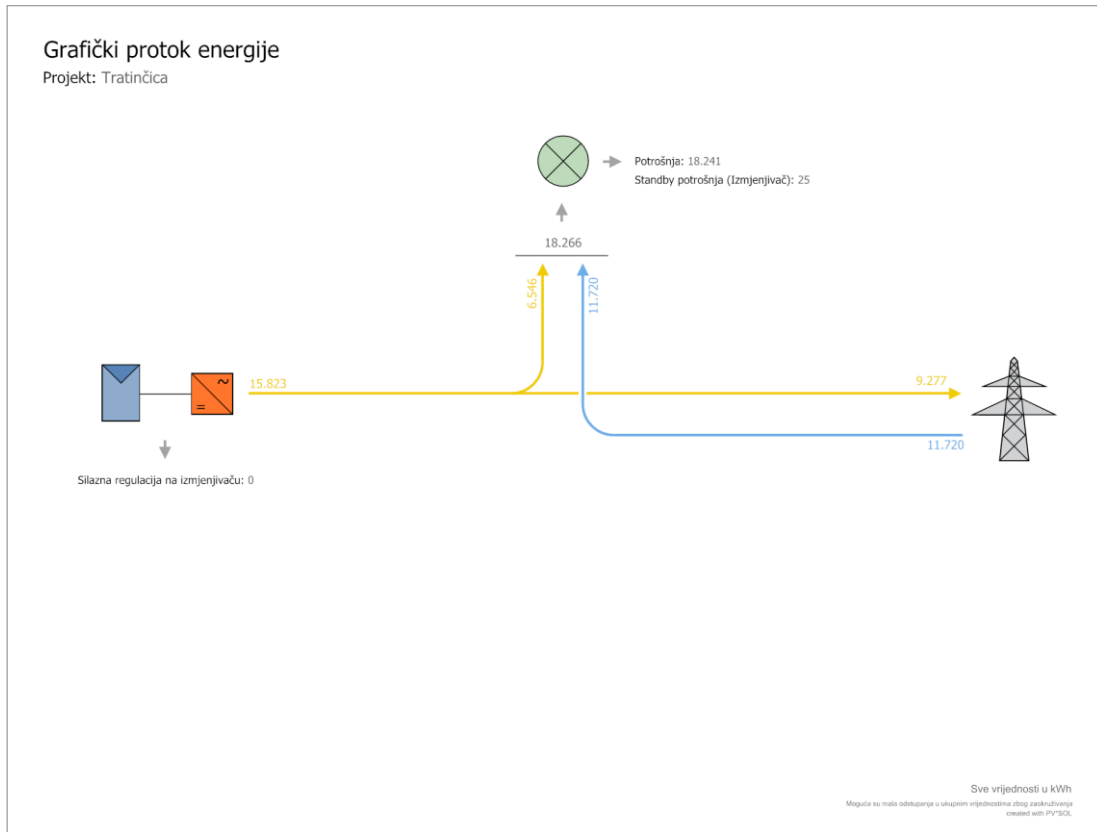 Grafički protok energije
Projekt: Tratinčica
Potrošnja: 18.241
Standby potrošnja (Izmjenjivač): 25
18.266
6.546
11.720
15.823
9.277
11.720
Silazna regulacija na izmjenjivaču: 0
Sve vrijednosti u kWh
Moguća su mala odstupanja u ukupnim vrijednostima zbog zaokruživanja
created with PV*SOL